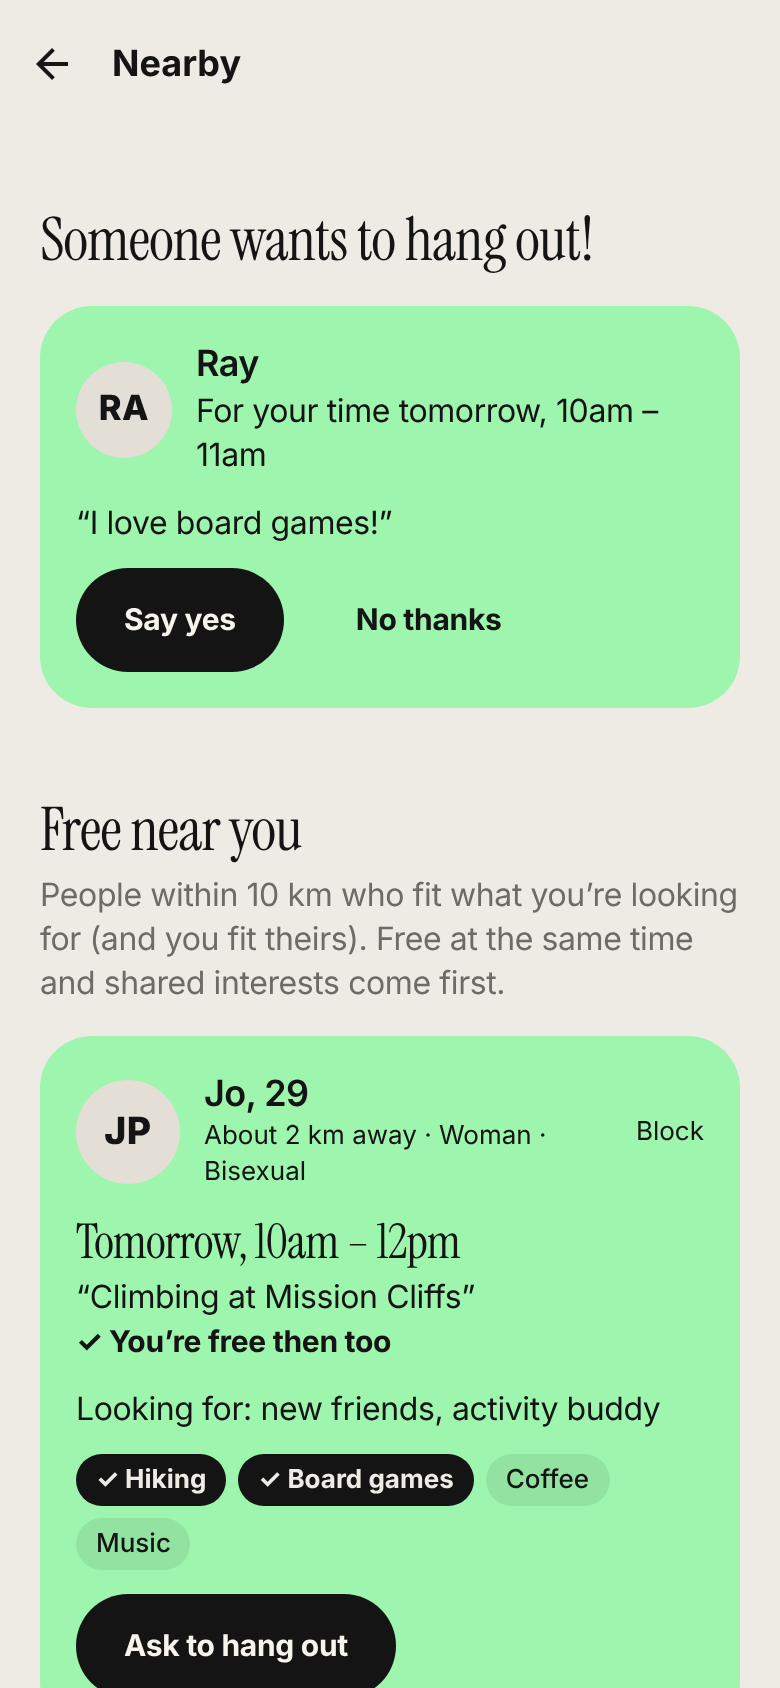 Nearby
Someone wants to hang out!
RA
Ray
For your time tomorrow, 10am –
11am
“I love board games!”
Say yes
No thanks
Free near you
People within 10 km who fit what you’re looking
for (and you fit theirs). Free at the same time
and shared interests come first.
JP
Jo, 29
About 2 km away · Woman ·
Bisexual
Block
Tomorrow, 10am – 12pm
“Climbing at Mission Cliffs”
✓ You’re free then too
Looking for: new friends, activity buddy
✓ Hiking
✓ Board games
Coffee
Music
Ask to hang out